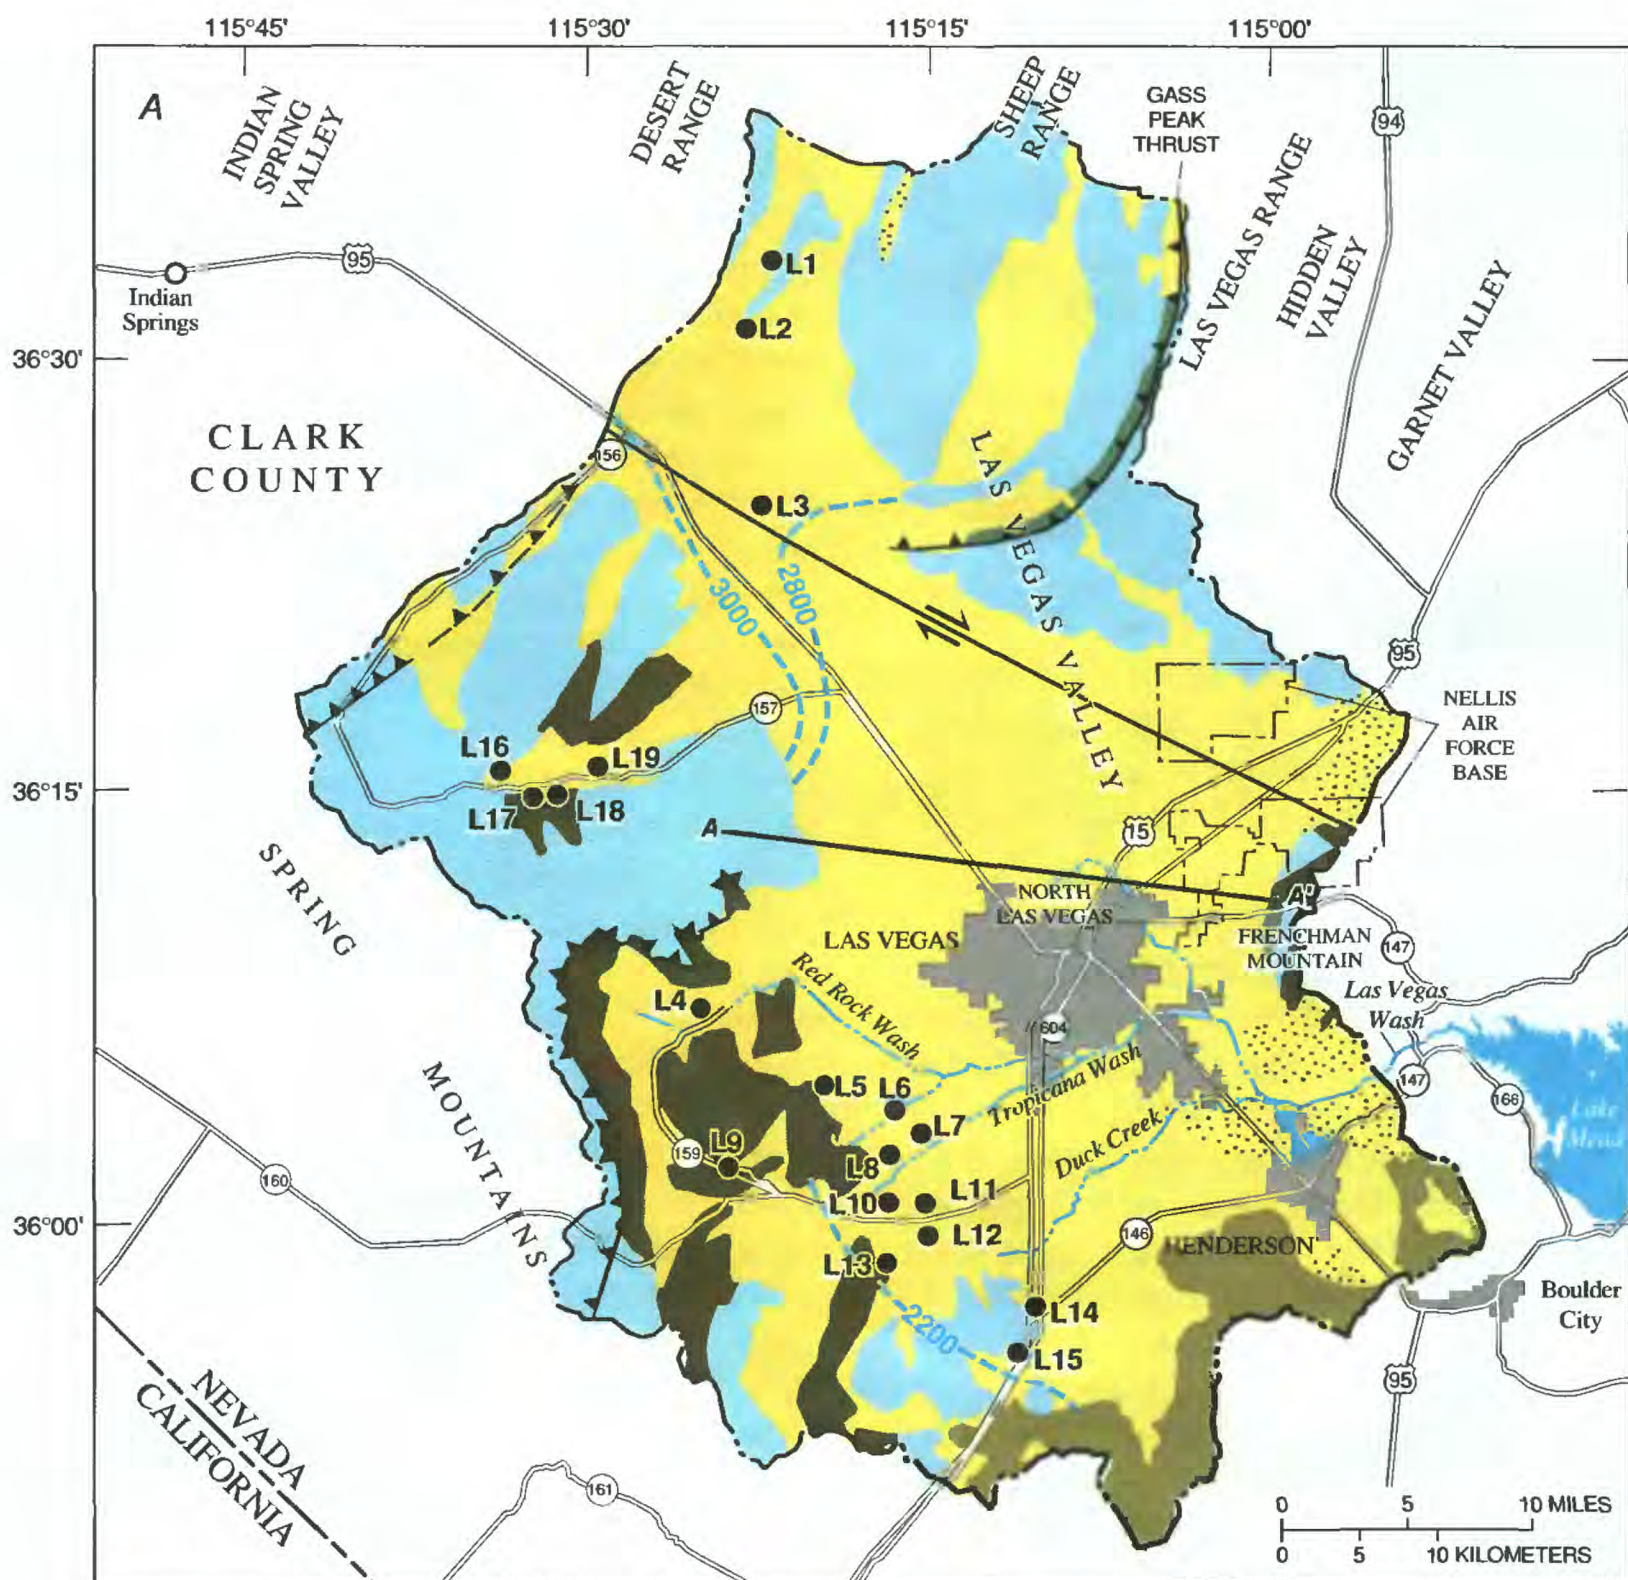 115°45'
115°30'
115°15'
115°00'
A
INDIAN
SPRING
VALLEY
DESERT
RANGE
SHEEP
RANGE
GASS
PEAK
THRUST
94
LAS VEGAS RANGE
HIDDEN
VALLEY
GARNET VALLEY
95
Indian
Springs
L1
L2
36°30'
CLARK
COUNTY
156
L3
LAS VEGAS VALLEY
3000
2800
95
157
NELLIS
AIR
FORCE
BASE
L16
L19
36°15'
L17
L18
A
15
SPRING
MOUNTAINS
NORTH
LAS VEGAS
LAS VEGAS
A'
FRENCHMAN
MOUNTAIN
147
Las Vegas
Wash
L4
Red Rock Wash
604
L5
L6
L7
Tropicana Wash
147
166
Lake
Mead
L9
159
L8
Duck Creek
160
L10
L11
36°00'
L12
146
HENDERSON
L13
L14
Boulder
City
2200
L15
95
NEVADA
CALIFORNIA
161
0 5 10 MILES
0 5 10 KILOMETERS